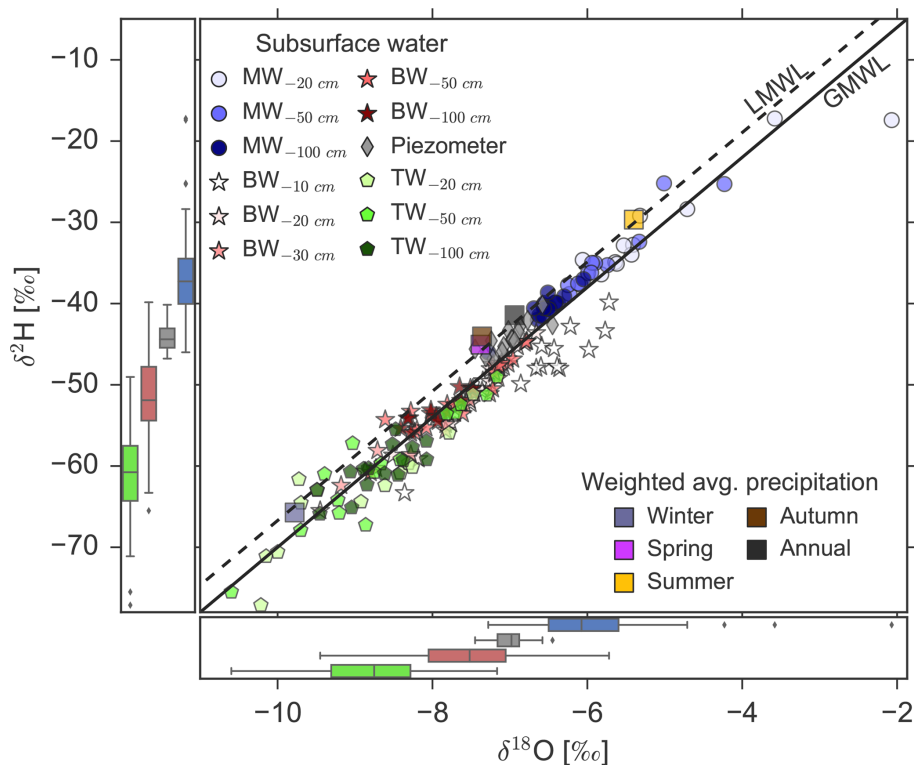 Subsurface water
MW−20 cm
MW−50 cm
MW−100 cm
BW−10 cm
BW−20 cm
BW−30 cm
BW−50 cm
BW−100 cm
Piezometer
TW−20 cm
TW−50 cm
TW−100 cm
LMWL
GMWL
−10
−20
−30
−40
−50
−60
−70
δ²H [‰]
Weighted avg. precipitation
Winter
Spring
Summer
Autumn
Annual
−10
−8
−6
−4
−2
δ¹⁸O [‰]